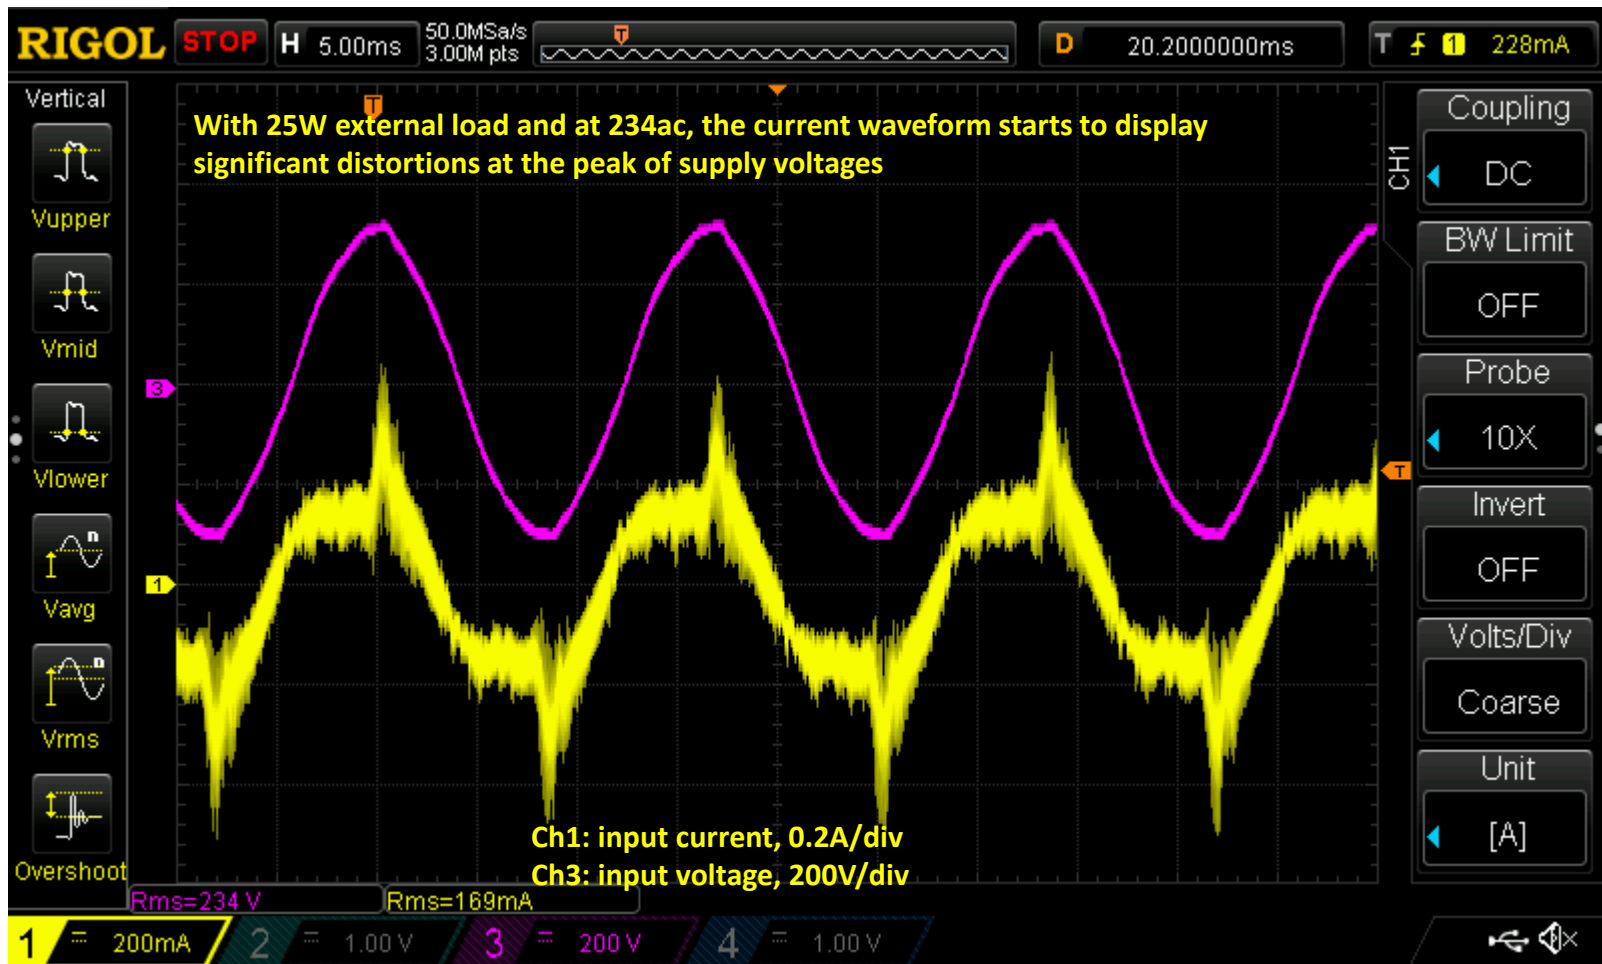 RIGOL STOP H 5.00ms 50.0MSa/s 3.00M pts T D 20.2000000ms T 1 228mA
Vertical
Vupper
Vmid
Vlower
Vavg
Vrms
Overshoot
T
With 25W external load and at 234ac, the current waveform starts to display
significant distortions at the peak of supply voltages
3
1
T
Ch1: input current, 0.2A/div
Ch3: input voltage, 200V/div
CH1
Coupling
DC
BW Limit
OFF
Probe
10X
Invert
OFF
Volts/Div
Coarse
Unit
[A]
Rms=234 V Rms=169mA
1 = 200mA 2 = 1.00 V 3 = 200 V 4 = 1.00 V